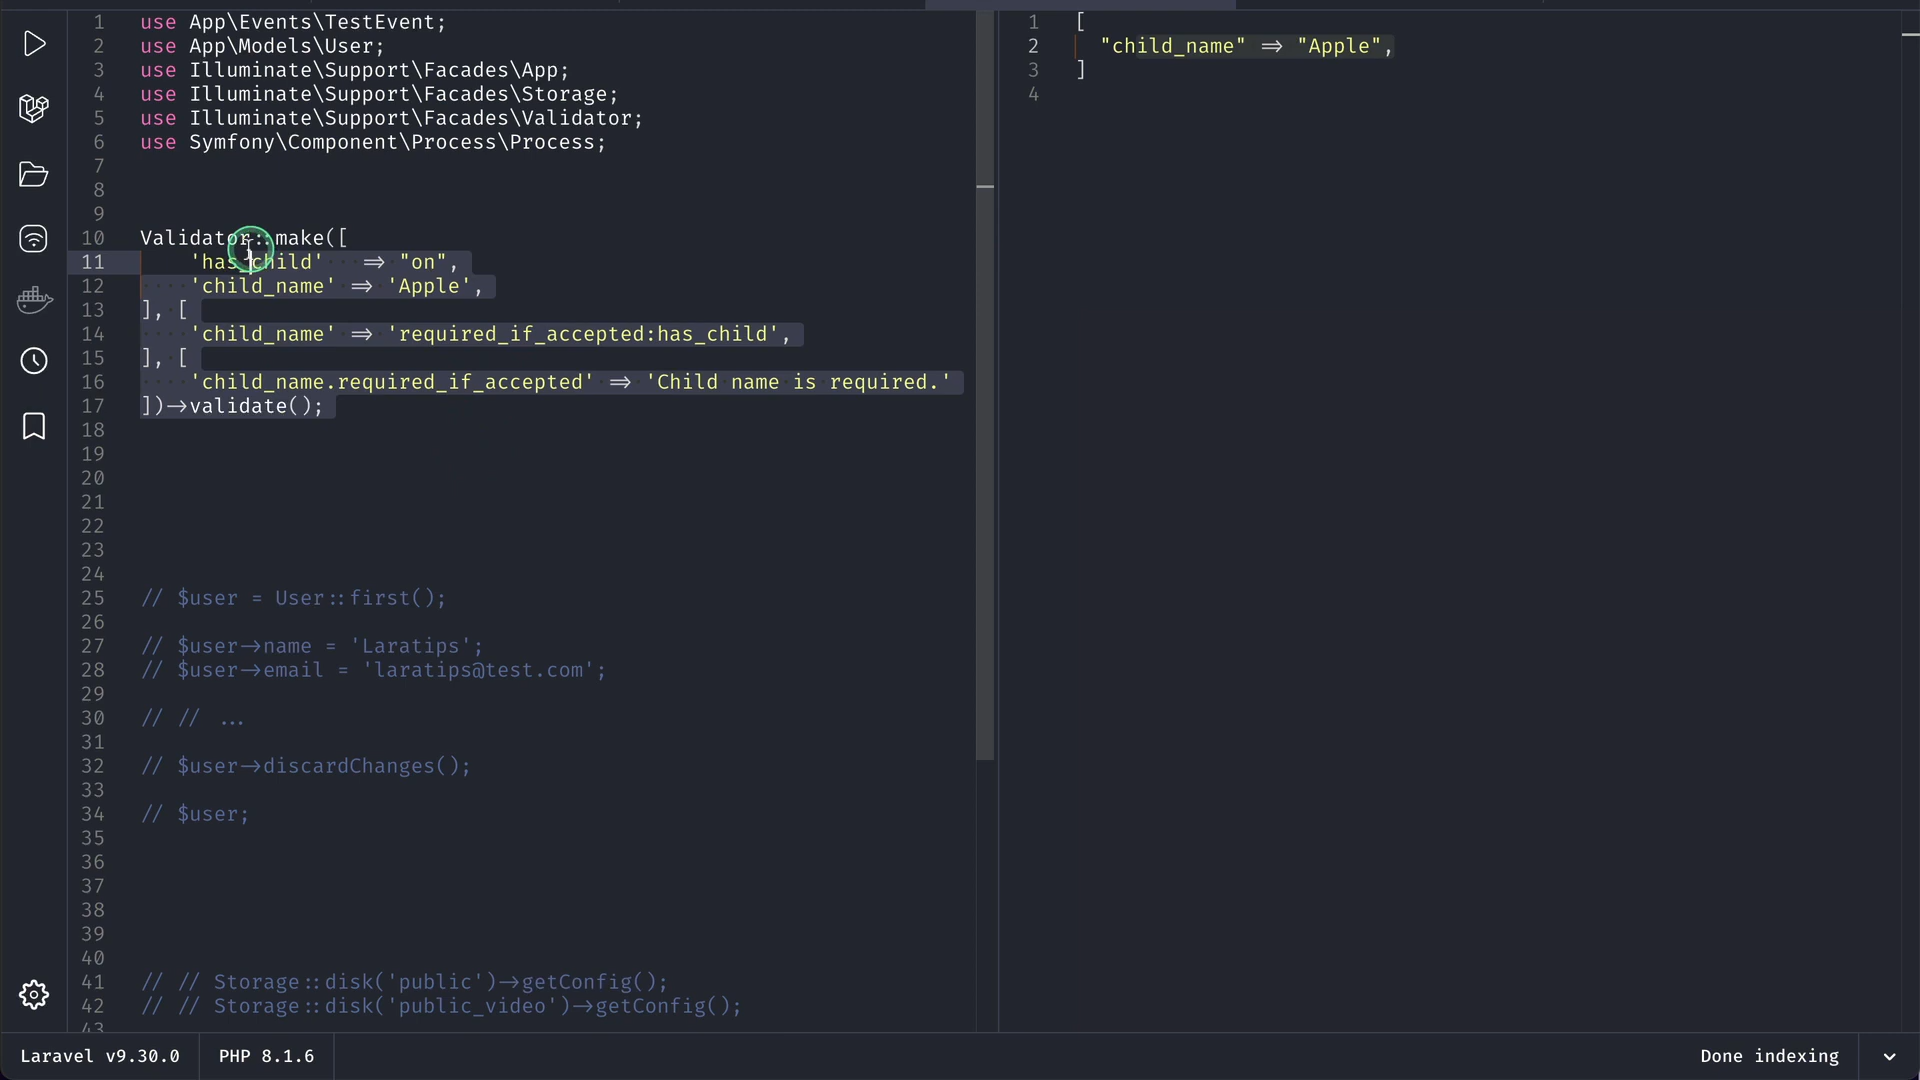 1 use App\Events\TestEvent;
2 use App\Models\User;
3 use Illuminate\Support\Facades\App;
4 use Illuminate\Support\Facades\Storage;
5 use Illuminate\Support\Facades\Validator;
6 use Symfony\Component\Process\Process;
7
8
9
10 Validator::make([
11     'has_child'   => "on",
12     'child_name' => 'Apple',
13 ], [
14     'child_name' => 'required_if_accepted:has_child',
15 ], [
16     'child_name.required_if_accepted' => 'Child name is required.'
17 ])->validate();
18
19
20
21
22
23
24
25 // $user = User::first();
26
27 // $user->name = 'Laratips';
28 // $user->email = 'laratips@test.com';
29
30 // // ...
31
32 // $user->discardChanges();
33
34 // $user;
35
36
37
38
39
40
41 // // Storage::disk('public')->getConfig();
42 // // Storage::disk('public_video')->getConfig();
43
1 [
2   "child_name" => "Apple",
3 ]
4
Laravel v9.30.0
PHP 8.1.6
Done indexing